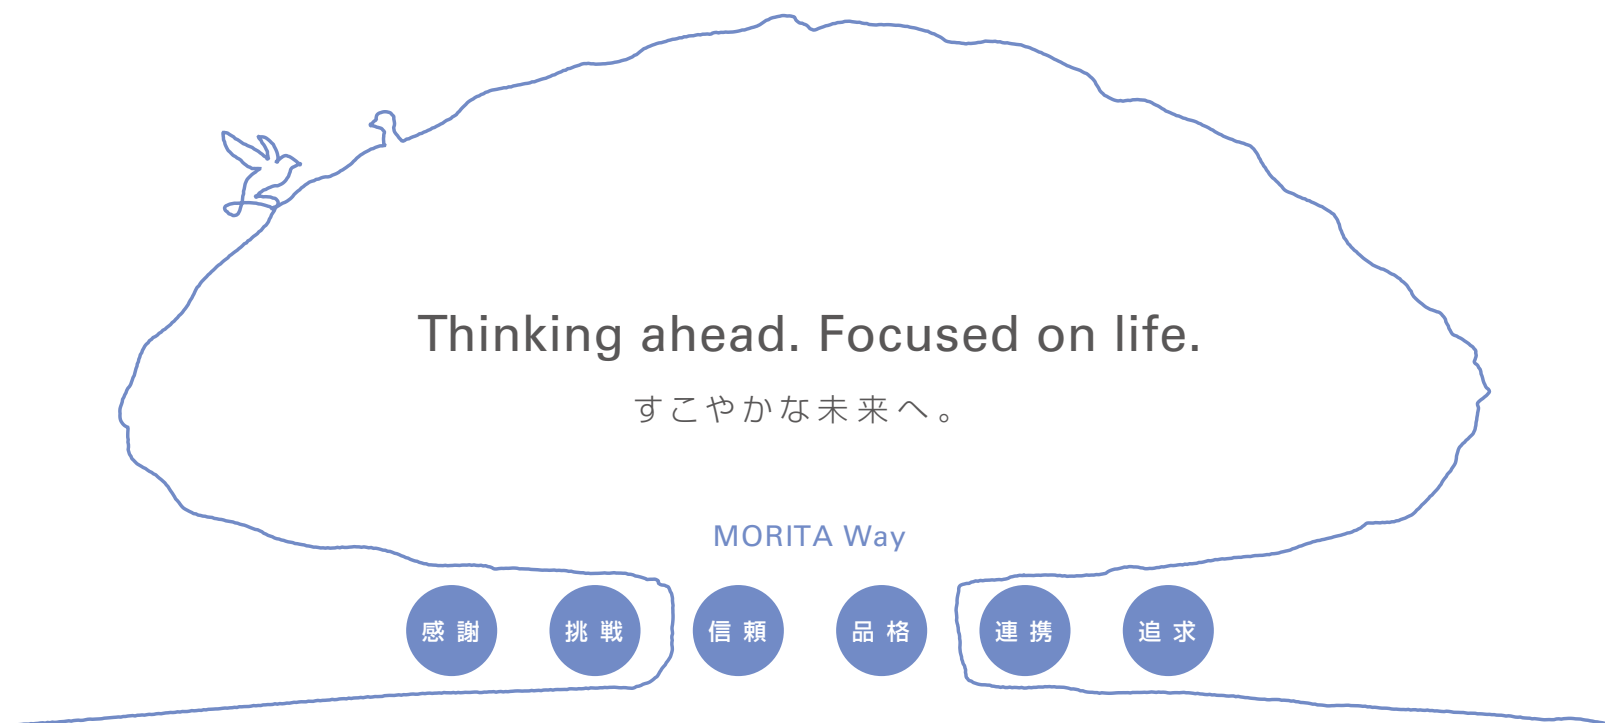 Thinking ahead. Focused on life.
すこやかな未来へ。
MORITA Way
感謝 挑戦 信頼 品格 連携 追求